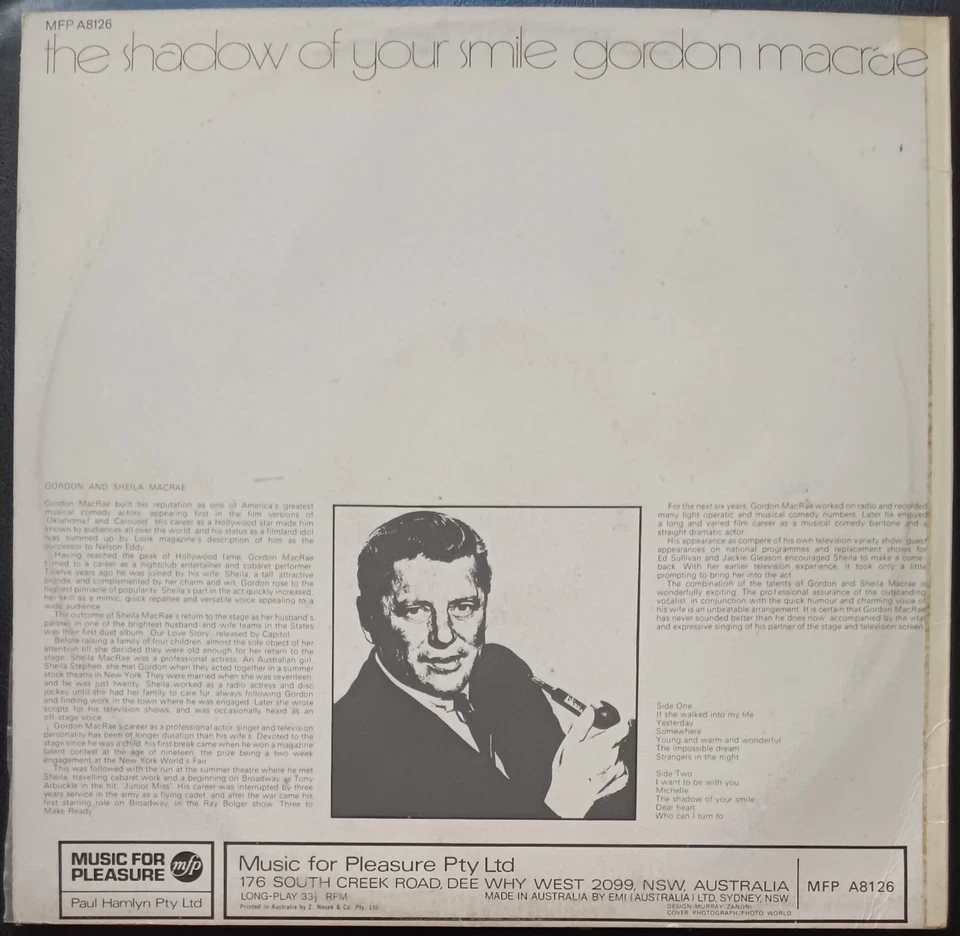 MFP A8126
the shadow of your smile gordon macrae
GORDON AND SHEILA MACRAE
Gordon MacRae built his reputation as one of America's greatest
musical comedy actors, appearing first in the film versions of
'Oklahoma!' and 'Carousel'. His career as a Hollywood star made him
known to audiences all over the world, and his status as a filmland idol
was summed up by Look magazine's description of him as the
successor to Nelson Eddy.
Having reached the peak of Hollywood fame, Gordon MacRae
turned to a career as a nightclub entertainer and cabaret performer.
Twelve years ago he was joined by his wife, Sheila, a tall, attractive
blonde, and complemented by her charm and wit, Gordon rose to the
highest pinnacle of popularity. Sheila's part in the act quickly increased,
her skill as a mimic, quick repartee and versatile voice appealing to a
wide audience.
The outcome of Sheila MacRae's return to the stage as her husband's
partner in one of the brightest husband and wife teams in the States
was their first duet album, 'Our Love Story' released by Capitol.
Before raising a family of four children, almost the sole object of her
attention till she decided they were old enough for her return to the
stage, Sheila MacRae was a professional actress. An Australian girl,
Sheila Stephen, she met Gordon when they acted together in a summer
stock theatre in New York. They were married when she was seventeen,
and he was just twenty. Sheila worked as a radio actress and disc
jockey until she had her family to care for, always following Gordon
and finding work in the town where he was engaged. Later she wrote
scripts for his television shows, and was occasionally heard as an
off-stage voice.
Gordon MacRae's career as a professional actor, singer and television
personality has been of longer duration than his wife's. Devoted to the
stage since he was a child, his first break came when he won a magazine
talent contest at the age of nineteen, the prize being a two week
engagement at the New York World's Fair.
This was followed with the run at the summer theatre where he met
Sheila, travelling cabaret work and a beginning on Broadway as Tony
Arbuckle in the hit, 'Junior Miss'. His career was interrupted by three
years service in the army as a flying cadet, and after the war came his
first starring role on Broadway, in the Ray Bolger show 'Three to
Make Ready'.
For the next six years, Gordon MacRae worked on radio and recorded
many light operatic and musical comedy numbers. Later he enjoyed
a long and varied film career as a musical comedy baritone and a
straight dramatic actor.
His appearance as compere of his own television variety show, guest
appearances on national programmes and replacement shows for
Ed Sullivan and Jackie Gleason encouraged Sheila to make a come-
back. With her earlier television experience, it took only a little
prompting to bring her into the act.
The combination of the talents of Gordon and Sheila Macrae is
wonderfully exciting. The professional assurance of the outstanding
vocalist, in conjunction with the quick humour and charming voice of
his wife is an unbeatable arrangement. It is certain that Gordon MacRae
has never sounded better than he does now, accompanied by the vital
and expressive singing of his partner of the stage and television screen.
Side One
If she walked into my life
Yesterday
Somewhere
Young and warm and wonderful
The impossible dream
Strangers in the night
Side Two
I want to be with you
Michelle
The shadow of your smile
Dear heart
Who can I turn to
MUSIC FOR
PLEASURE mfp
Paul Hamlyn Pty Ltd
Music for Pleasure Pty Ltd
176 SOUTH CREEK ROAD, DEE WHY WEST 2099, NSW, AUSTRALIA
LONG-PLAY 33⅓ RPM MADE IN AUSTRALIA BY EMI (AUSTRALIA) LTD, SYDNEY, NSW
Printed in Australia by Z. Nosek & Co. Pty. Ltd.
DESIGN/MURRAY ZANONI
COVER PHOTOGRAPH/PHOTO WORLD
MFP A8126